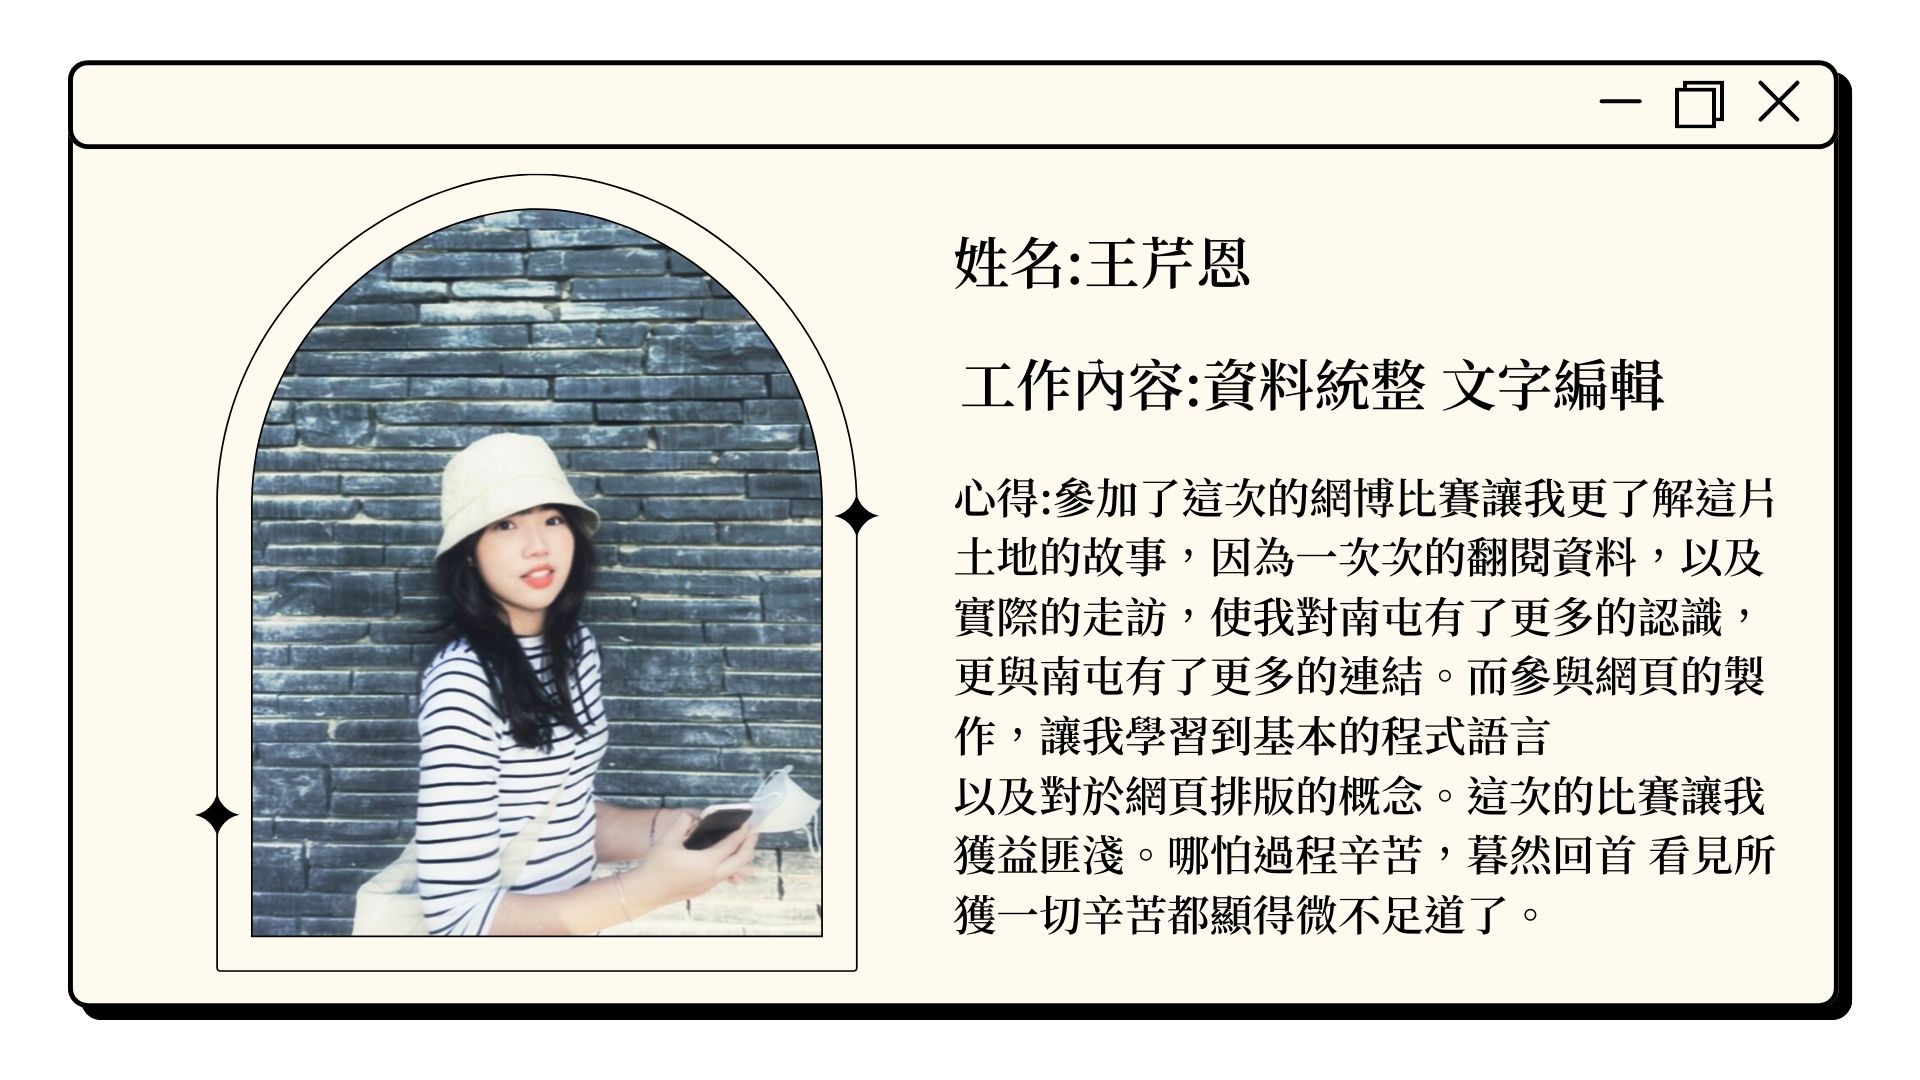 姓名:王芹恩
工作內容:資料統整 文字編輯
心得:參加了這次的網博比賽讓我更了解這片
土地的故事，因為一次次的翻閱資料，以及
實際的走訪，使我對南屯有了更多的認識，
更與南屯有了更多的連結。而參與網頁的製
作，讓我學習到基本的程式語言
以及對於網頁排版的概念。這次的比賽讓我
獲益匪淺。哪怕過程辛苦，暮然回首 看見所
獲一切辛苦都顯得微不足道了。